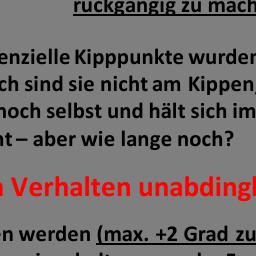 rückgängig zu mach
enzielle Kipppunkte wurden
ch sind sie nicht am Kippen,
noch selbst und hält sich im
nt – aber wie lange noch?
n Verhalten unabdingl
en werden (max. +2 Grad zu